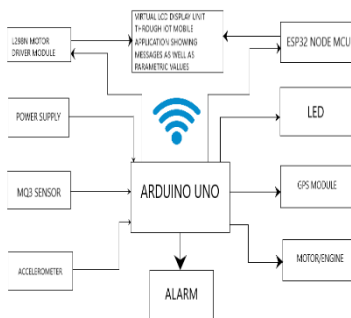 VIRTUAL LCD DISPLAY UNIT
THROUGH IOT MOBILE
APPLICATION SHOWING
MESSAGES AS WELL AS
PARAMETRIC VALUES
L298N MOTOR
DRIVER MODULE
ESP32 NODE MCU
POWER SUPPLY
LED
MQ3 SENSOR
ARDUINO UNO
GPS MODULE
ACCELEROMETER
MOTOR/ENGINE
ALARM